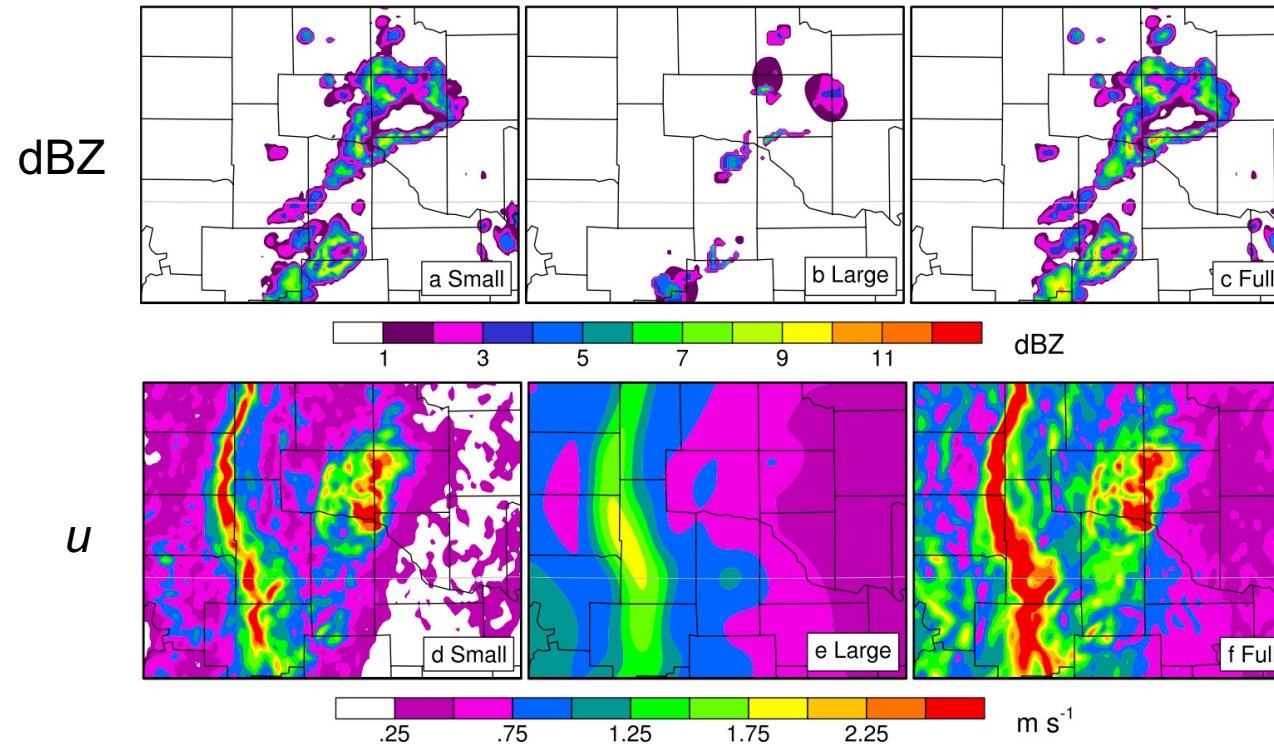 dBZ
a Small
b Large
c Full
1 3 5 7 9 11
dBZ
u
d Small
e Large
f Full
.25 .75 1.25 1.75 2.25
m s⁻¹